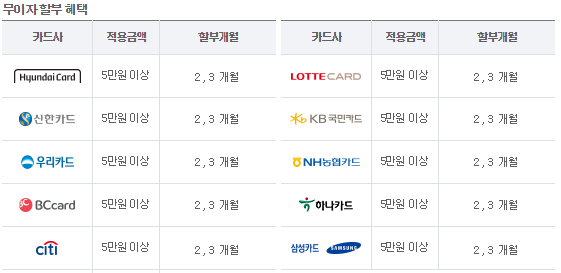 무이자 할부 혜택
카드사 적용금액 할부개월 카드사 적용금액 할부개월
HyundaiCard 5만원 이상 2, 3 개월 LOTTE CARD 5만원 이상 2, 3 개월
신한카드 5만원 이상 2, 3 개월 KB국민카드 5만원 이상 2, 3 개월
우리카드 5만원 이상 2, 3 개월 NH농협카드 5만원 이상 2, 3 개월
BCcard 5만원 이상 2, 3 개월 하나카드 5만원 이상 2, 3 개월
citi 5만원 이상 2, 3 개월 삼성카드 SAMSUNG 5만원 이상 2, 3 개월